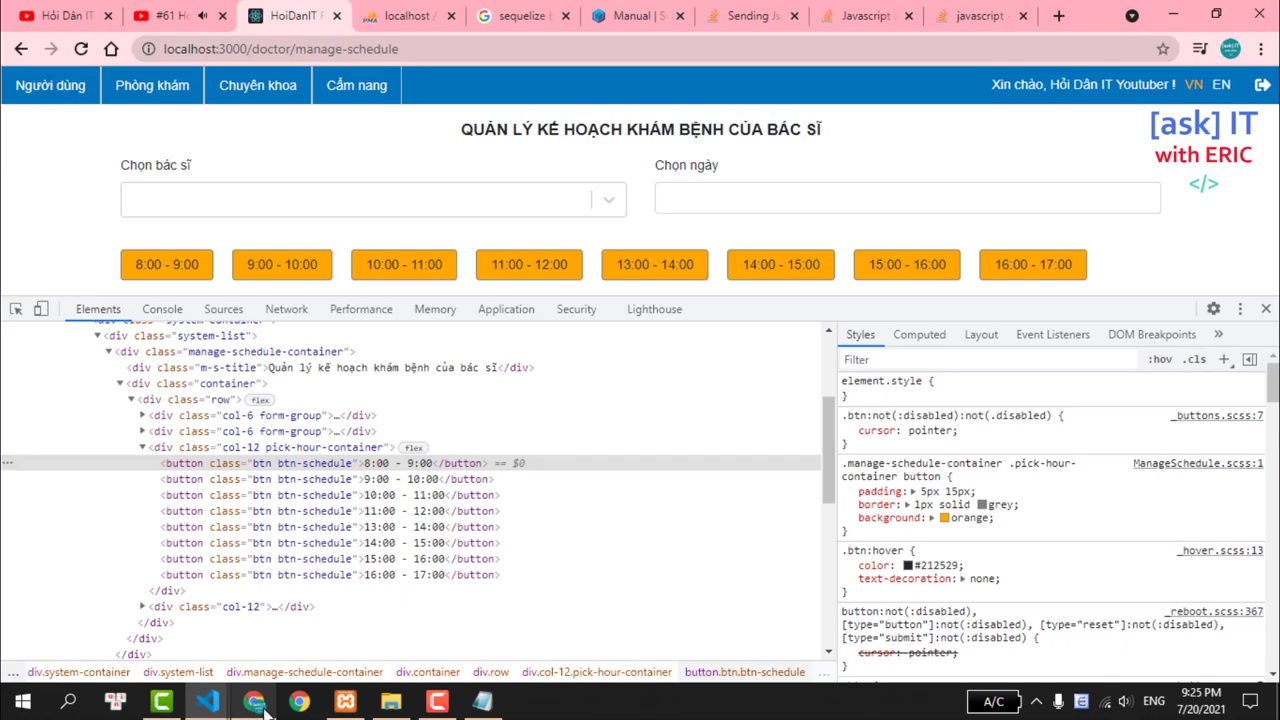 Hỏi Dân IT
#61 H
HoiDanIT F
localhost /
sequelize b
Manual | S
Sending Js
Javascript
javascript -
localhost:3000/doctor/manage-schedule
Người dùng
Phòng khám
Chuyên khoa
Cẩm nang
Xin chào, Hỏi Dân IT Youtuber !
VN
EN
QUẢN LÝ KẾ HOẠCH KHÁM BỆNH CỦA BÁC SĨ
[ask] IT
with ERIC
</>
Chọn bác sĩ
Chọn ngày
8:00 - 9:00
9:00 - 10:00
10:00 - 11:00
11:00 - 12:00
13:00 - 14:00
14:00 - 15:00
15:00 - 16:00
16:00 - 17:00
Elements
Console
Sources
Network
Performance
Memory
Application
Security
Lighthouse
<div class="system-list">
<div class="manage-schedule-container">
<div class="m-s-title">Quản lý kế hoạch khám bệnh của bác sĩ</div>
<div class="container">
<div class="row"> flex
<div class="col-6 form-group">…</div>
<div class="col-6 form-group">…</div>
<div class="col-12 pick-hour-container"> flex
<button class="btn btn-schedule">8:00 - 9:00</button> == $0
<button class="btn btn-schedule">9:00 - 10:00</button>
<button class="btn btn-schedule">10:00 - 11:00</button>
<button class="btn btn-schedule">11:00 - 12:00</button>
<button class="btn btn-schedule">13:00 - 14:00</button>
<button class="btn btn-schedule">14:00 - 15:00</button>
<button class="btn btn-schedule">15:00 - 16:00</button>
<button class="btn btn-schedule">16:00 - 17:00</button>
</div>
<div class="col-12">…</div>
</div>
</div>
</div>
... div.system-container div.system-list div.manage-schedule-container div.container div.row div.col-12.pick-hour-container button.btn.btn-schedule ...
Styles
Computed
Layout
Event Listeners
DOM Breakpoints
»
Filter
:hov .cls +
element.style {
}
.btn:not(:disabled):not(.disabled) { _buttons.scss:7
cursor: pointer;
}
.manage-schedule-container .pick-hour- ManageSchedule.scss:1
container button {
padding: 5px 15px;
border: 1px solid grey;
background: orange;
}
.btn:hover { _hover.scss:13
color: #212529;
text-decoration: none;
}
button:not(:disabled), _reboot.scss:367
[type="button"]:not(:disabled), [type="reset"]:not(:disabled),
[type="submit"]:not(:disabled) {
cursor: pointer;
}
A/C
ENG
9:25 PM
7/20/2021